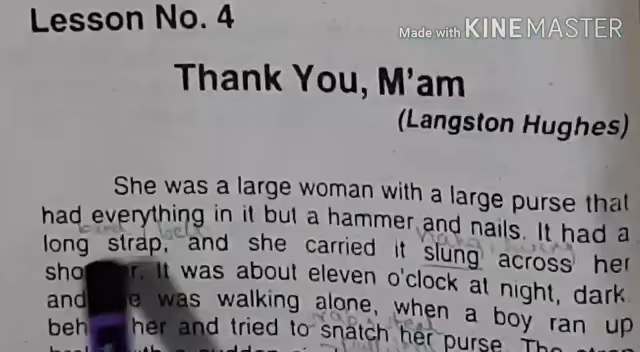 Lesson No. 4
Made with KINEMASTER
Thank You, M'am
(Langston Hughes)
She was a large woman with a large purse that
had everything in it but a hammer and nails. It had a
long strap, and she carried it slung across her
It was about eleven o'clock at night, dark
and was walking alone, when a boy ran up
her and tried to snatch her purse. The